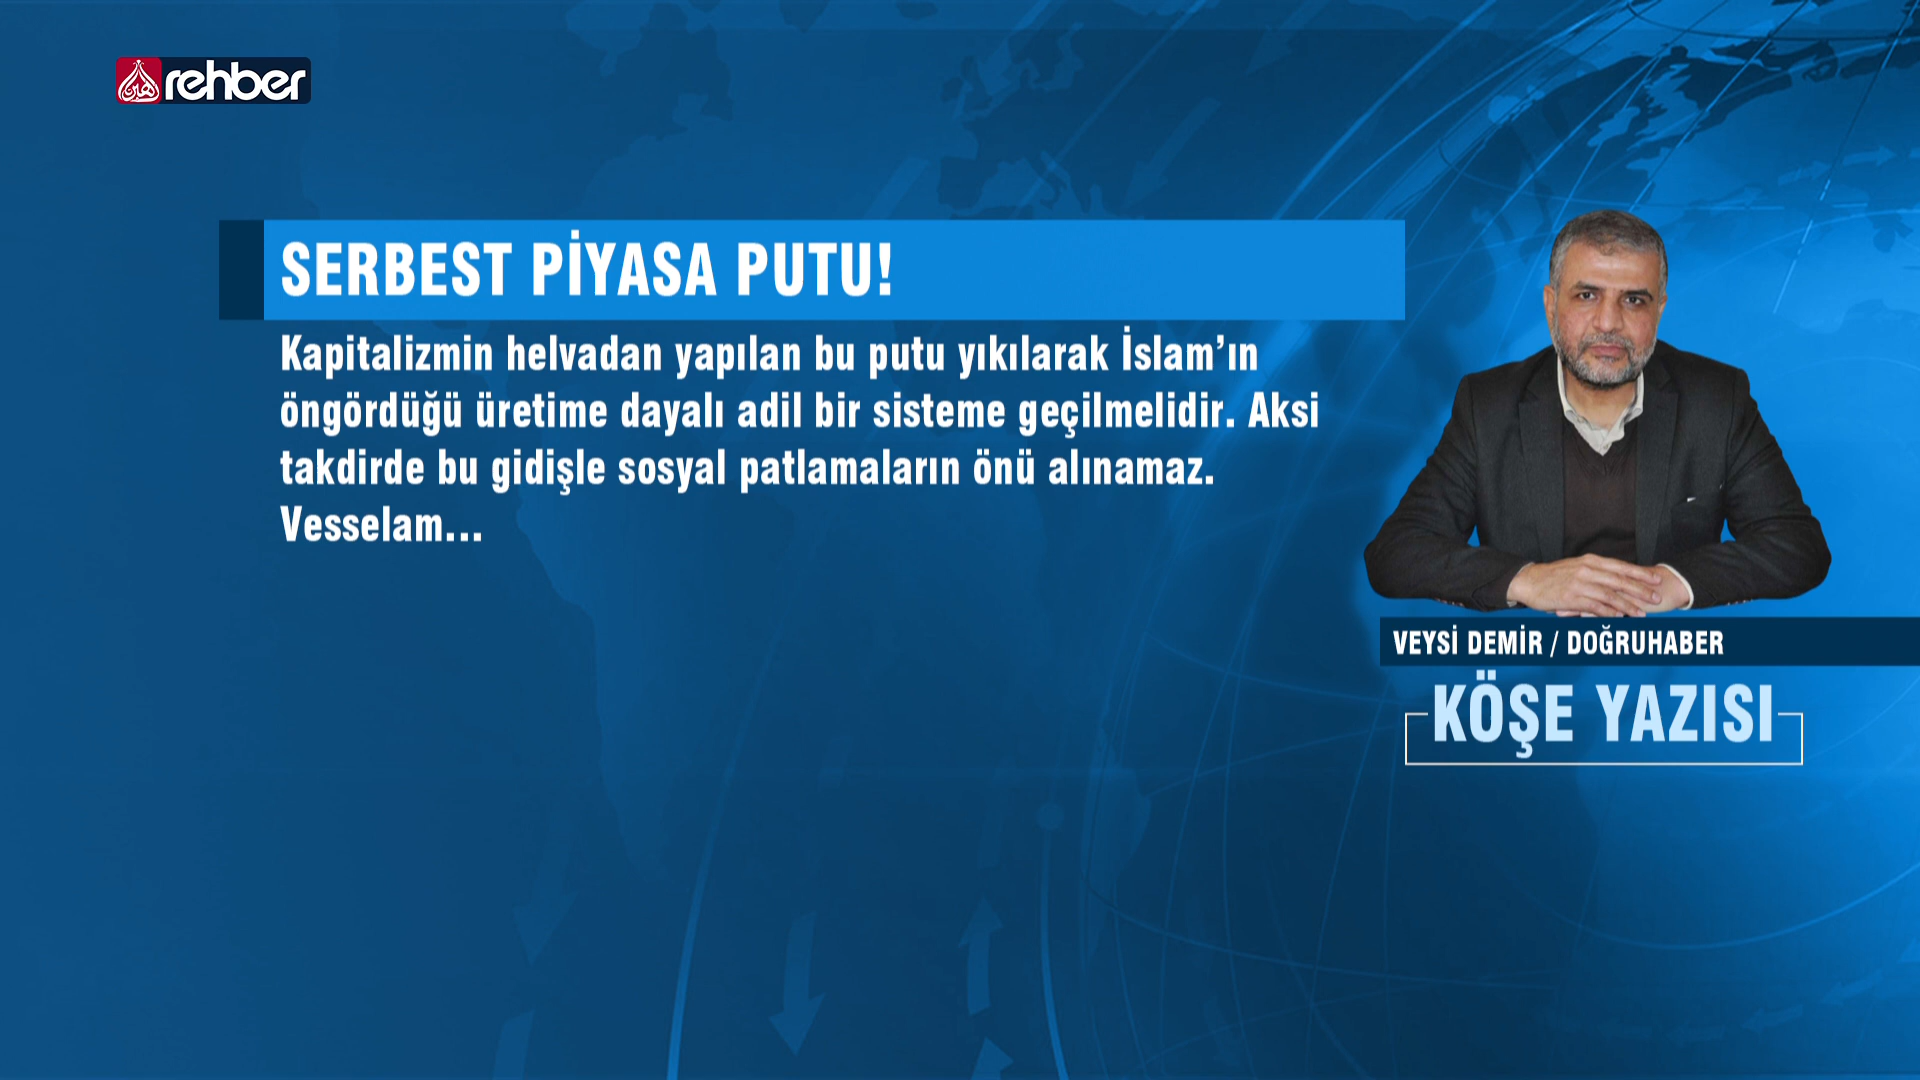 rehber
SERBEST PİYASA PUTU!
Kapitalizmin helvadan yapılan bu putu yıkılarak İslam’ın
öngördüğü üretime dayalı adil bir sisteme geçilmelidir. Aksi
takdirde bu gidişle sosyal patlamaların önü alınamaz.
Vesselam...
VEYSİ DEMİR / DOĞRUHABER
KÖŞE YAZISI